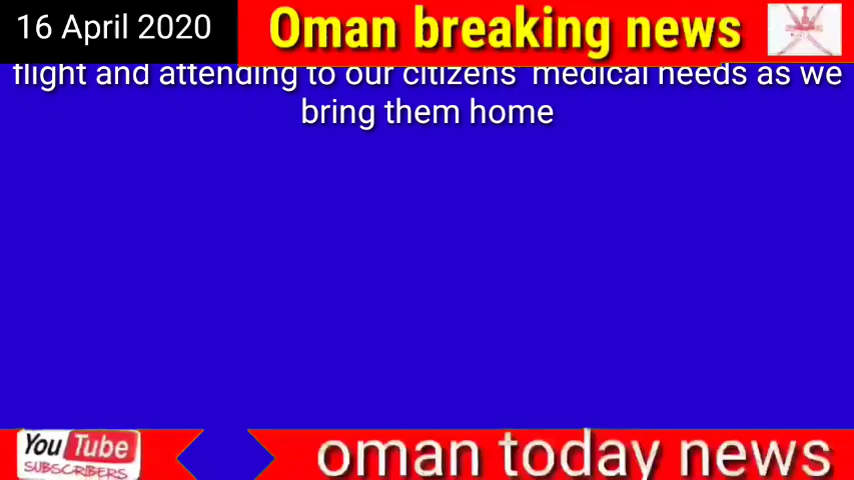 16 April 2020
Oman breaking news
flight and attending to our citizens' medical needs as we
bring them home
YouTube
SUBSCRIBERS
oman today news